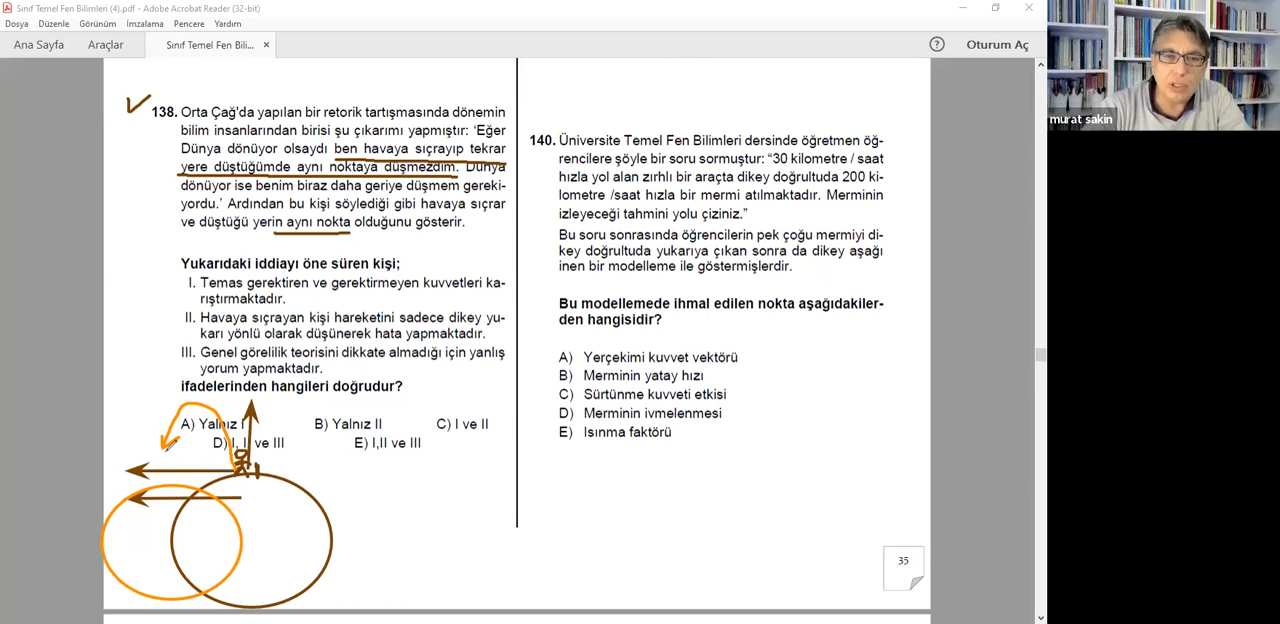 Sınıf Temel Fen Bilimleri (4).pdf - Adobe Acrobat Reader (32-bit)
Dosya Düzenle Görünüm İmzalama Pencere Yardım
Ana Sayfa Araçlar Sınıf Temel Fen Bili... × ? Oturum Aç
murat sakin
138. Orta Çağ'da yapılan bir retorik tartışmasında dönemin
bilim insanlarından birisi şu çıkarımı yapmıştır: 'Eğer
Dünya dönüyor olsaydı ben havaya sıçrayıp tekrar
yere düştüğümde aynı noktaya düşmezdim. Dünya
dönüyor ise benim biraz daha geriye düşmem gereki-
yordu.' Ardından bu kişi söylediği gibi havaya sıçrar
ve düştüğü yerin aynı nokta olduğunu gösterir.
Yukarıdaki iddiayı öne süren kişi;
I. Temas gerektiren ve gerektirmeyen kuvvetleri ka-
rıştırmaktadır.
II. Havaya sıçrayan kişi hareketini sadece dikey yu-
karı yönlü olarak düşünerek hata yapmaktadır.
III. Genel görelilik teorisini dikkate almadığı için yanlış
yorum yapmaktadır.
ifadelerinden hangileri doğrudur?
A) Yalnız I B) Yalnız II C) I ve II
D) I, II ve III E) I,II ve III
140. Üniversite Temel Fen Bilimleri dersinde öğretmen öğ-
rencilere şöyle bir soru sormuştur: "30 kilometre / saat
hızla yol alan zırhlı bir araçta dikey doğrultuda 200 ki-
lometre /saat hızla bir mermi atılmaktadır. Merminin
izleyeceği tahmini yolu çiziniz."
Bu soru sonrasında öğrencilerin pek çoğu mermiyi di-
key doğrultuda yukarıya çıkan sonra da dikey aşağı
inen bir modelleme ile göstermişlerdir.
Bu modellemede ihmal edilen nokta aşağıdakiler-
den hangisidir?
A) Yerçekimi kuvvet vektörü
B) Merminin yatay hızı
C) Sürtünme kuvveti etkisi
D) Merminin ivmelenmesi
E) Isınma faktörü
35